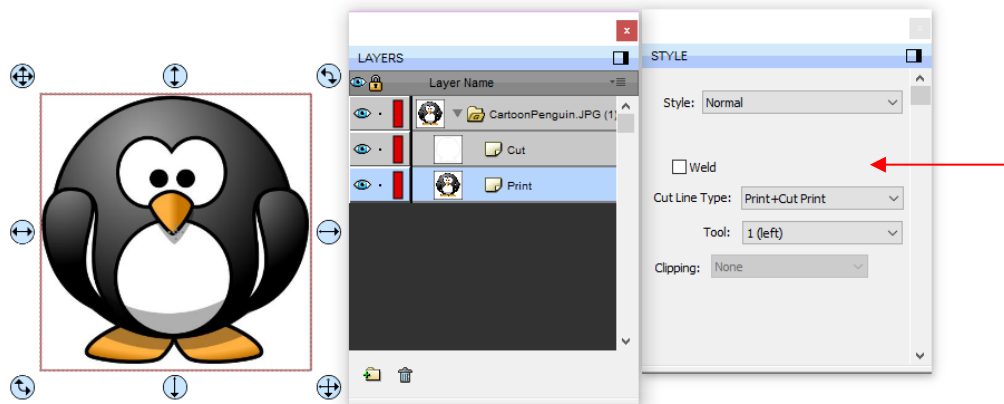 LAYERS
Layer Name
CartoonPenguin.JPG (1)
Cut
Print
STYLE
Style: Normal
Weld
Cut Line Type: Print+Cut Print
Tool: 1 (left)
Clipping: None